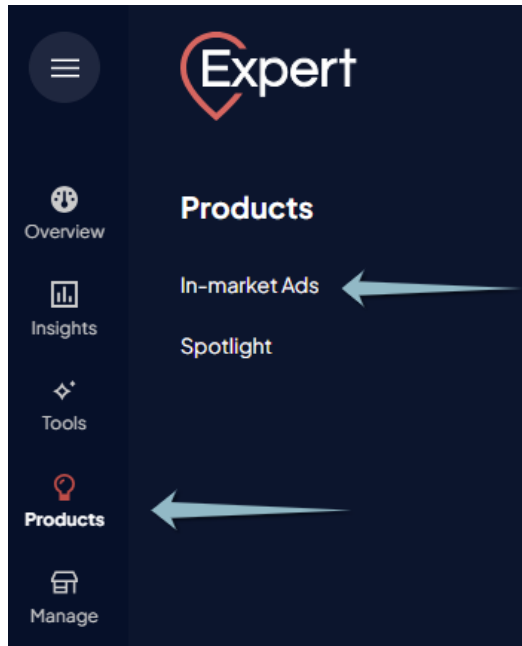 Expert
Overview
Insights
Tools
Products
Manage
Products
In-market Ads
Spotlight